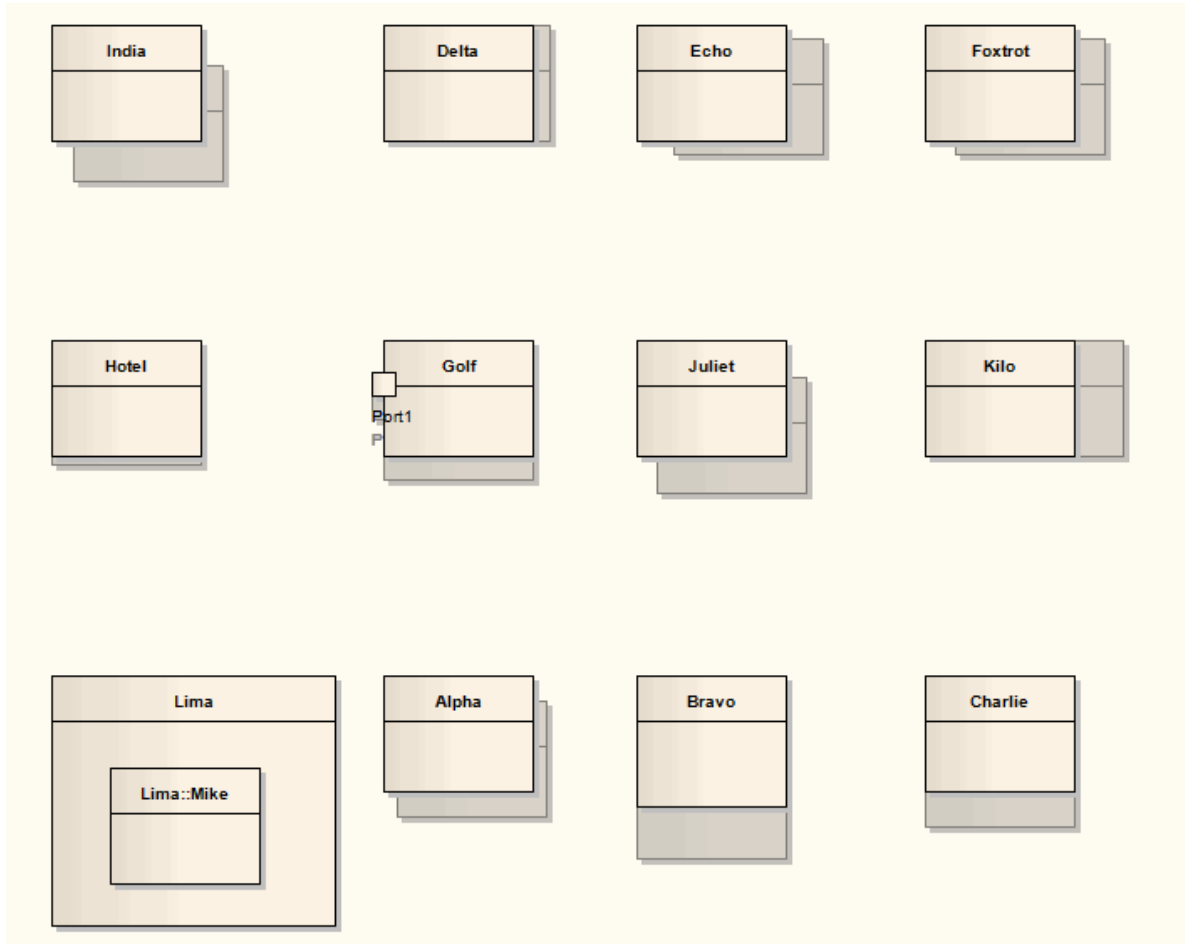 India
Delta
Echo
Foxtrot
Hotel
Golf
Juliet
Kilo
Port1
P
Lima
Alpha
Bravo
Charlie
Lima::Mike